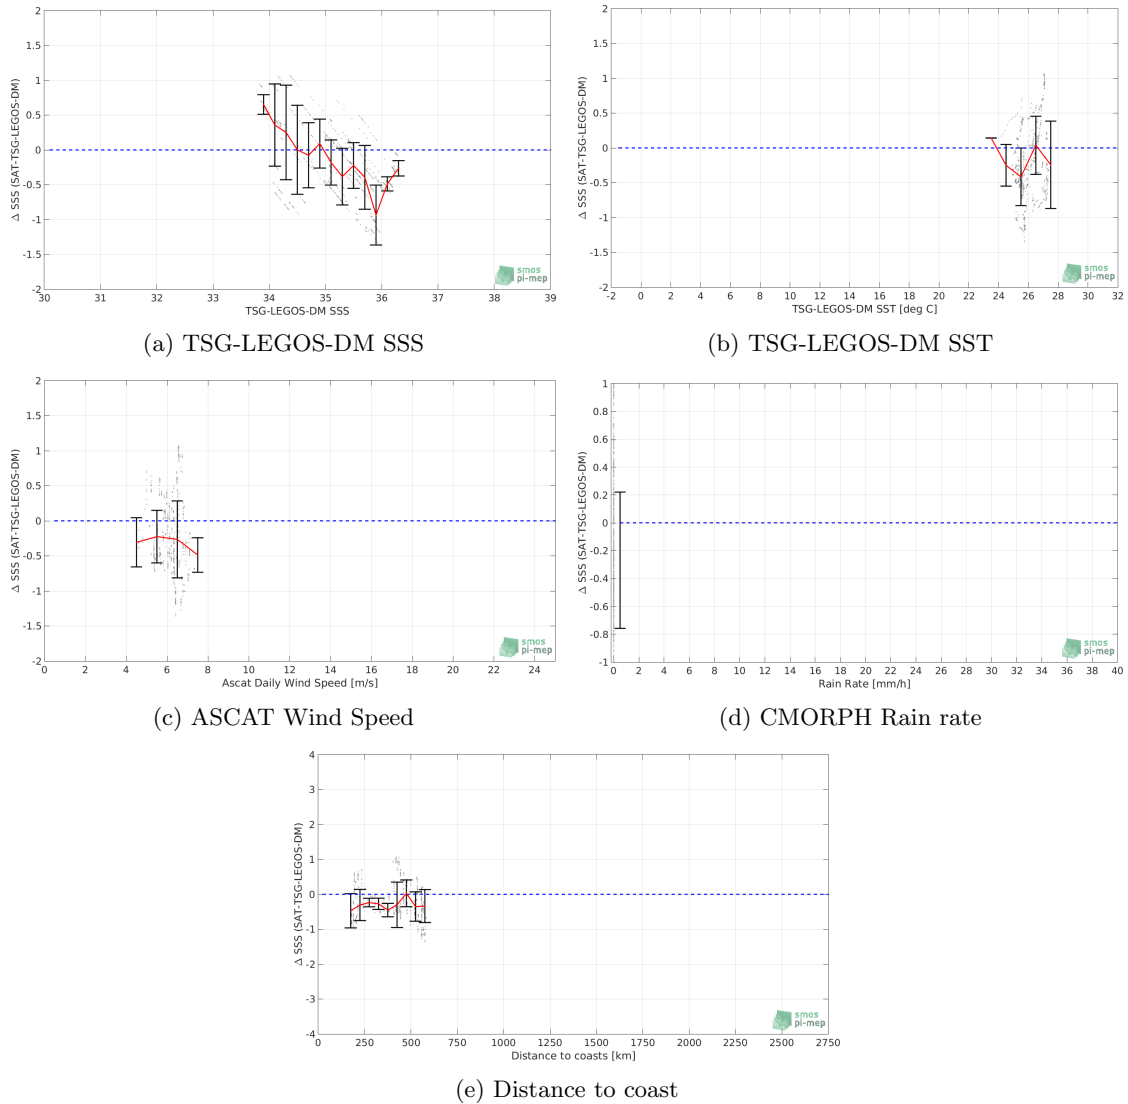 2
1.5
1
0.5
0
-0.5
-1
-1.5
-2
Δ SSS (SAT-TSG-LEGOS-DM)
30 31 32 33 34 35 36 37 38 39
TSG-LEGOS-DM SSS
smos
pi-mep
(a) TSG-LEGOS-DM SSS
2
1.5
1
0.5
0
-0.5
-1
-1.5
-2
Δ SSS (SAT-TSG-LEGOS-DM)
-2 0 2 4 6 8 10 12 14 16 18 20 22 24 26 28 30 32
TSG-LEGOS-DM SST [deg C]
smos
pi-mep
(b) TSG-LEGOS-DM SST
2
1.5
1
0.5
0
-0.5
-1
-1.5
-2
Δ SSS (SAT-TSG-LEGOS-DM)
0 2 4 6 8 10 12 14 16 18 20 22 24
Ascat Daily Wind Speed [m/s]
smos
pi-mep
(c) ASCAT Wind Speed
1
0.8
0.6
0.4
0.2
0
-0.2
-0.4
-0.6
-0.8
-1
Δ SSS (SAT-TSG-LEGOS-DM)
0 2 4 6 8 10 12 14 16 18 20 22 24 26 28 30 32 34 36 38 40
Rain Rate [mm/h]
smos
pi-mep
(d) CMORPH Rain rate
4
3
2
1
0
-1
-2
-3
-4
Δ SSS (SAT-TSG-LEGOS-DM)
0 250 500 750 1000 1250 1500 1750 2000 2250 2500 2750
Distance to coasts [km]
smos
pi-mep
(e) Distance to coast